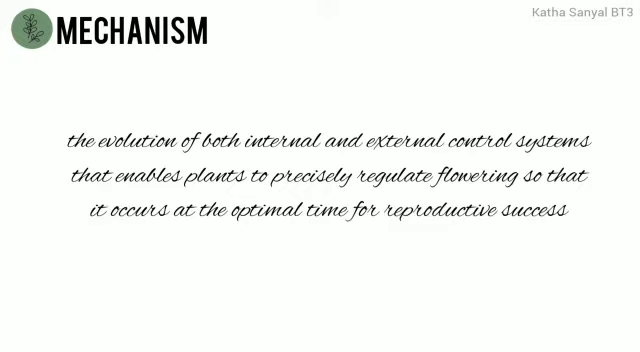 Katha Sanyal BT3
MECHANISM
the evolution of both internal and external control systems
that enables plants to precisely regulate flowering so that
it occurs at the optimal time for reproductive success